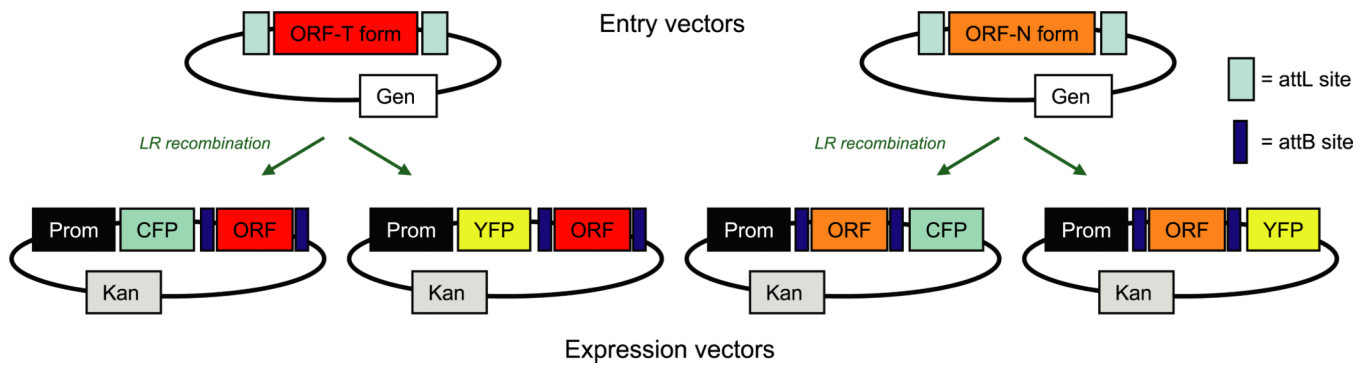 Entry vectors
ORF-T form
Gen
ORF-N form
Gen
= attL site
= attB site
LR recombination
LR recombination
Prom CFP ORF
Kan
Prom YFP ORF
Kan
Prom ORF CFP
Kan
Prom ORF YFP
Kan
Expression vectors